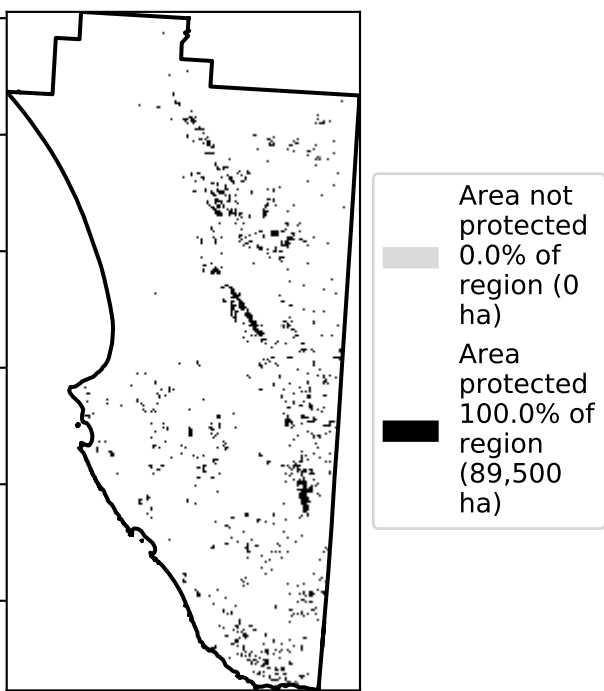 Area not
protected
0.0% of
region (0
ha)
Area
protected
100.0% of
region
(89,500
ha)